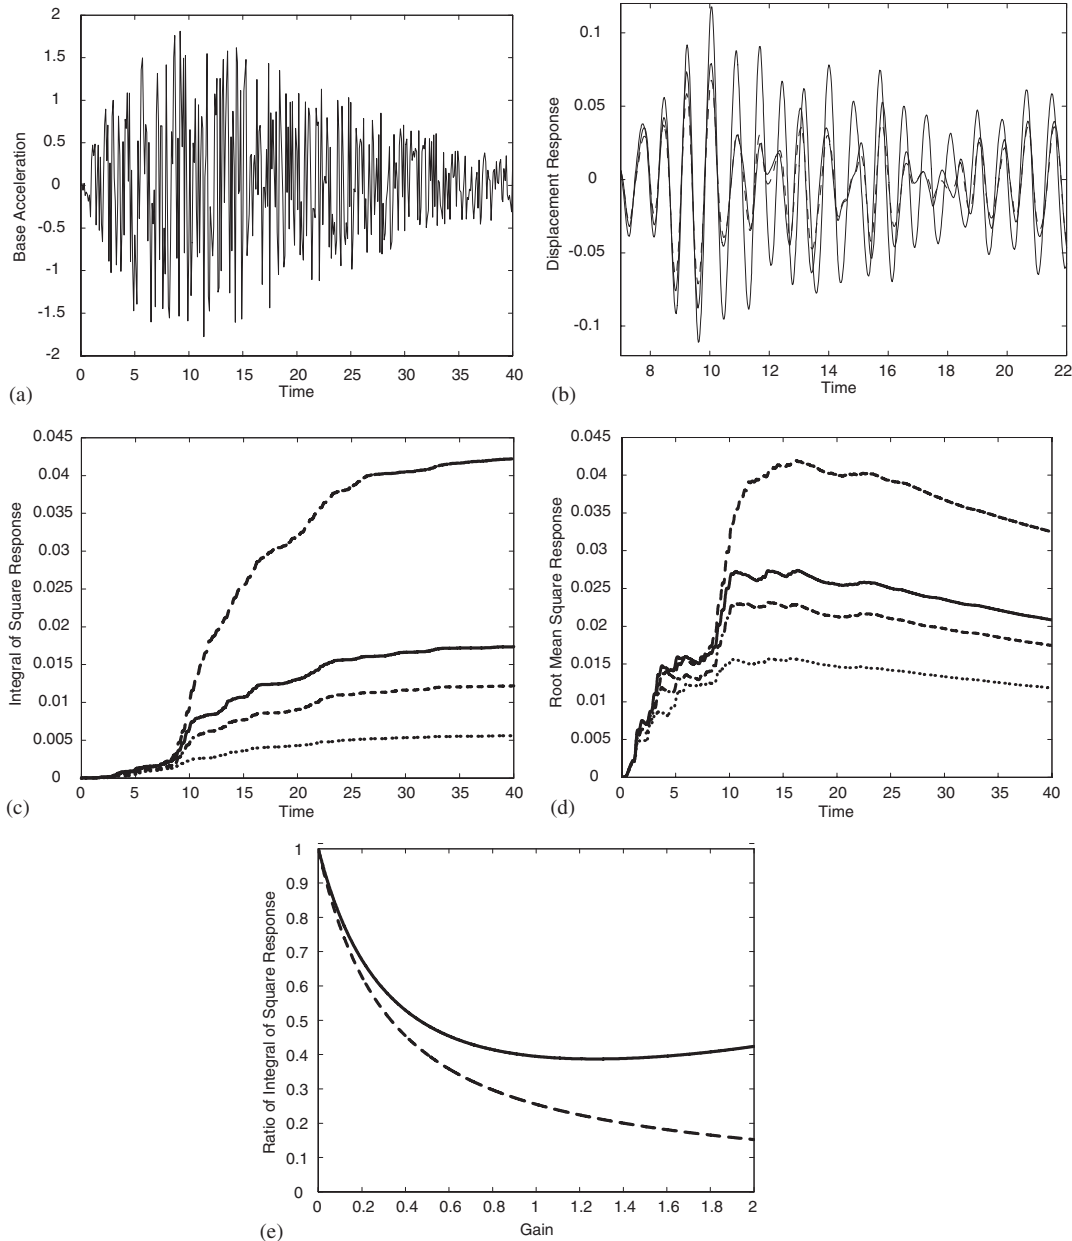 2
1.5
1
0.5
0
-0.5
-1
-1.5
-2
Base Acceleration
0 5 10 15 20 25 30 35 40
Time
(a)
0.1
0.05
0
-0.05
-0.1
Displacement Response
8 10 12 14 16 18 20 22
Time
(b)
0.045
0.04
0.035
0.03
0.025
0.02
0.015
0.01
0.005
0
Integral of Square Response
0 5 10 15 20 25 30 35 40
Time
(c)
0.045
0.04
0.035
0.03
0.025
0.02
0.015
0.01
0.005
0
Root Mean Square Response
0 5 10 15 20 25 30 35 40
Time
(d)
1
0.9
0.8
0.7
0.6
0.5
0.4
0.3
0.2
0.1
0
Ratio of Integral of Square Response
0 0.2 0.4 0.6 0.8 1 1.2 1.4 1.6 1.8 2
Gain
(e)